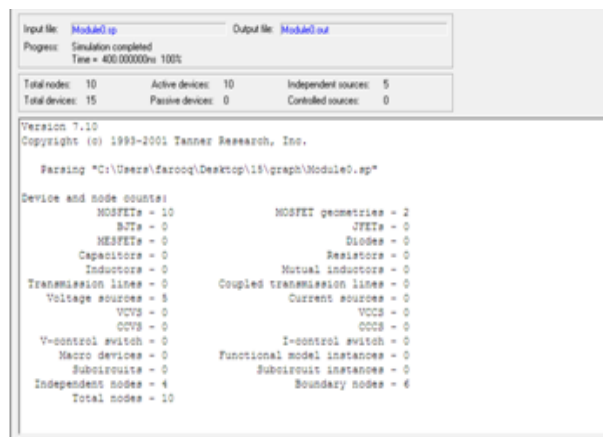 Input file: Module0.sp Output file: Module0.out
Progress: Simulation completed
Time = 400.000000ns 100%
Total nodes: 10 Active devices: 10 Independent sources: 5
Total devices: 15 Passive devices: 0 Controlled sources: 0
Version 7.10
Copyright (c) 1993-2001 Tanner Research, Inc.
Parsing "C:\Users\farooq\Desktop\15\graph\Module0.sp"
Device and node counts:
MOSFETs - 10 MOSFET geometries - 2
BJTs - 0 JFETs - 0
MESFETs - 0 Diodes - 0
Capacitors - 0 Resistors - 0
Inductors - 0 Mutual inductors - 0
Transmission lines - 0 Coupled transmission lines - 0
Voltage sources - 5 Current sources - 0
VCVS - 0 VCCS - 0
CCVS - 0 CCCS - 0
V-control switch - 0 I-control switch - 0
Macro devices - 0 Functional model instances - 0
Subcircuits - 0 Subcircuit instances - 0
Independent nodes - 4 Boundary nodes - 6
Total nodes - 10